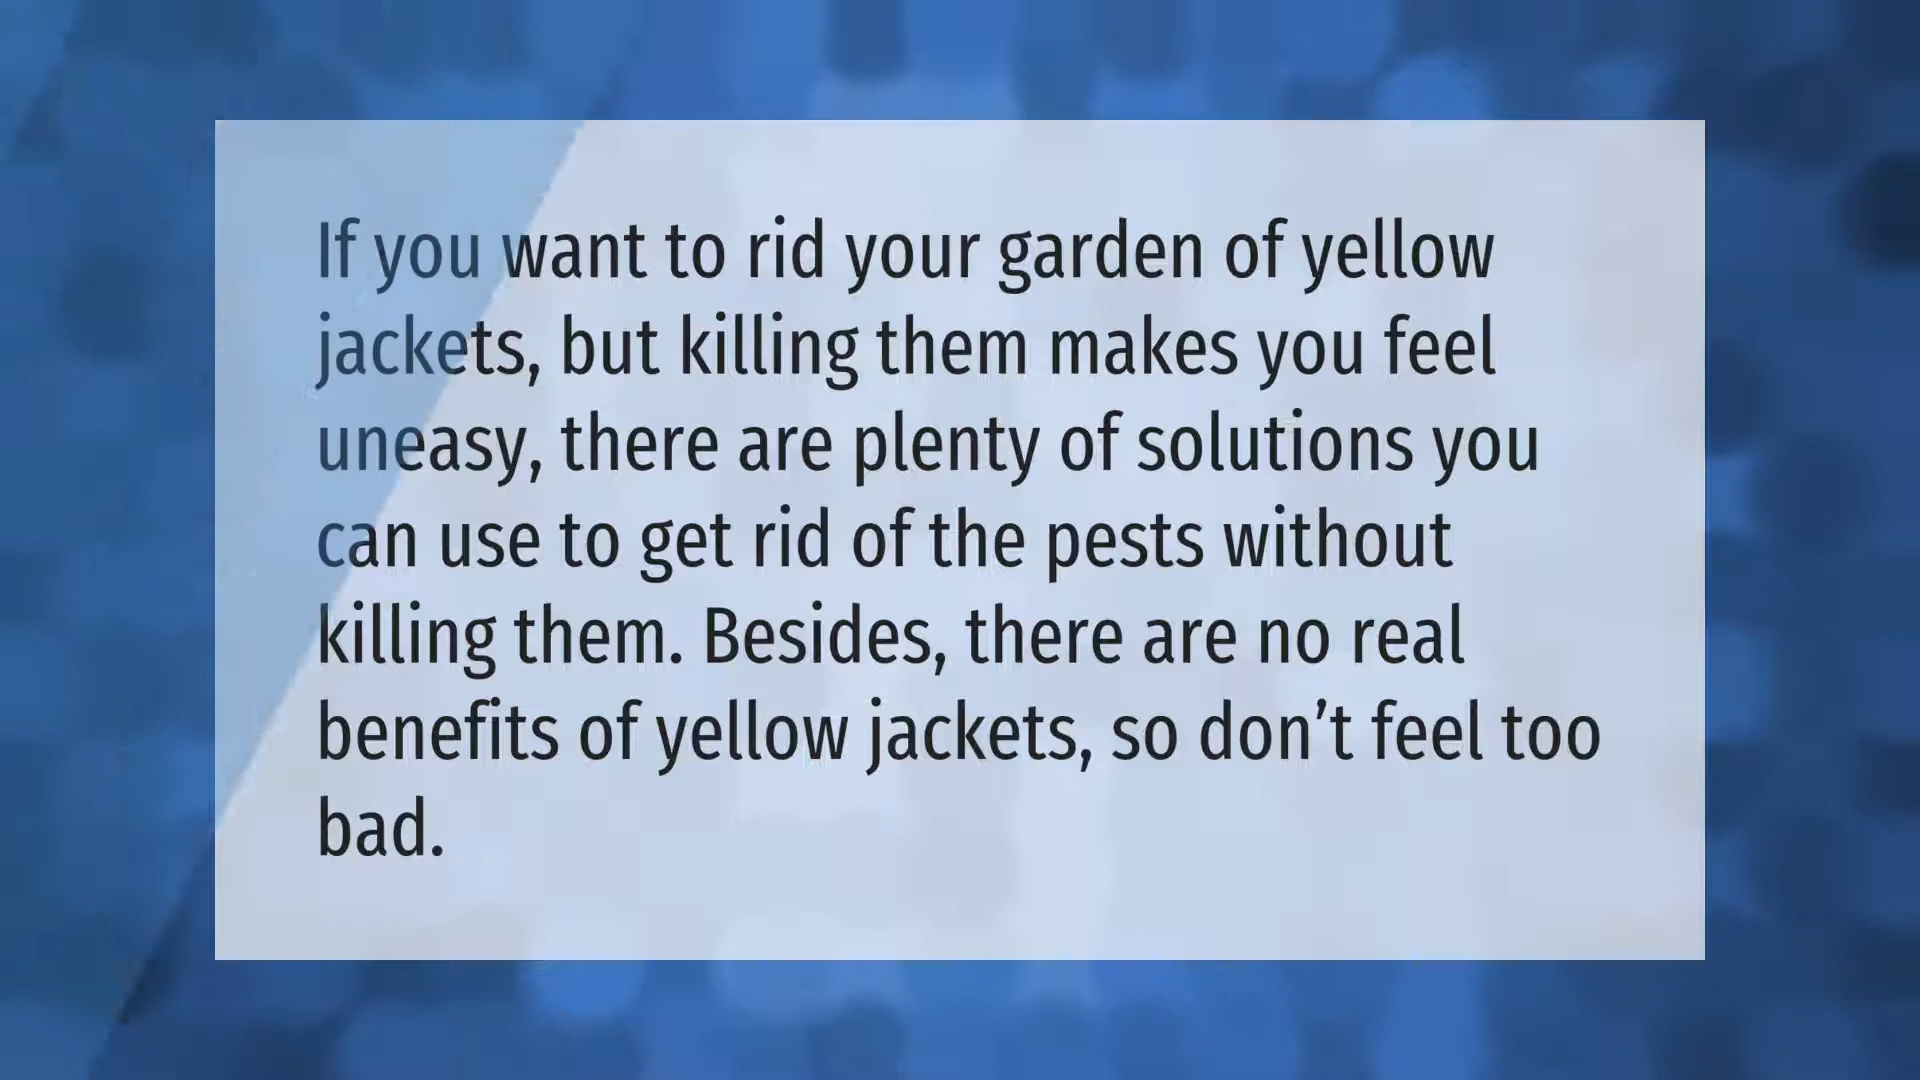 If you want to rid your garden of yellow
jackets, but killing them makes you feel
uneasy, there are plenty of solutions you
can use to get rid of the pests without
killing them. Besides, there are no real
benefits of yellow jackets, so don’t feel too
bad.